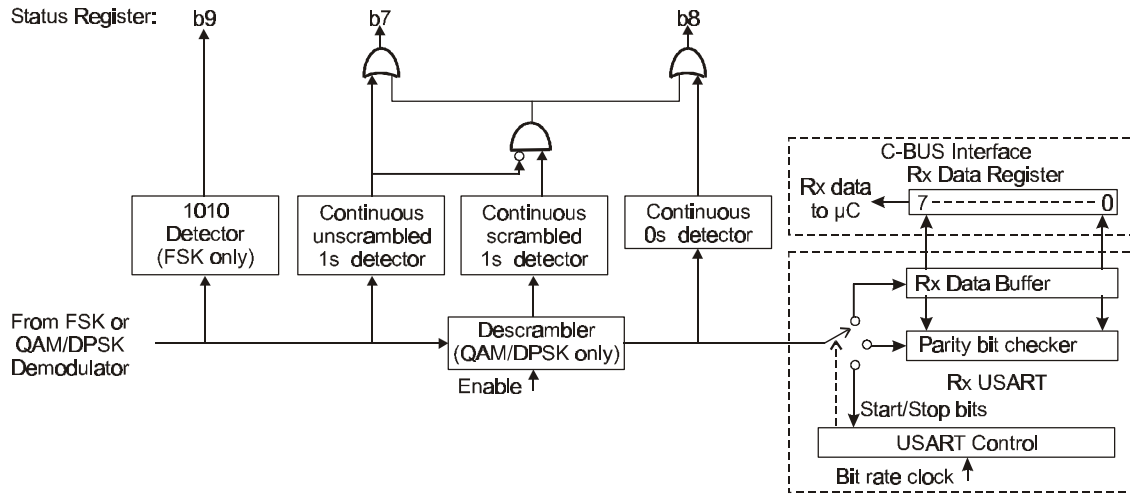 Status Register: b9 b7 b8
C-BUS Interface
Rx Data Register
Rx data
to µC
7 0
1010
Detector
(FSK only)
Continuous
unscrambled
1s detector
Continuous
scrambled
1s detector
Continuous
0s detector
Rx Data Buffer
From FSK or
QAM/DPSK
Demodulator
Descrambler
(QAM/DPSK only)
Enable
Parity bit checker
Rx USART
Start/Stop bits
USART Control
Bit rate clock